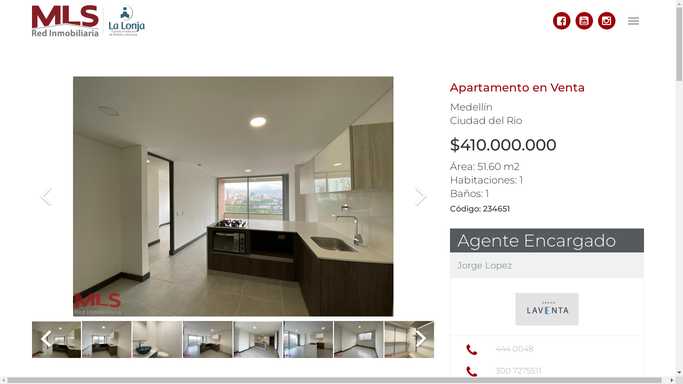 MLS
Red Inmobiliaria
La Lonja
Apartamento en Venta
Medellín
Ciudad del Rio
$410.000.000
Área: 51.60 m2
Habitaciones: 1
Baños: 1
Código: 234651
Agente Encargado
Jorge Lopez
LAVENTA
444 0048
300 7275511
MLS
Red Inmobiliaria